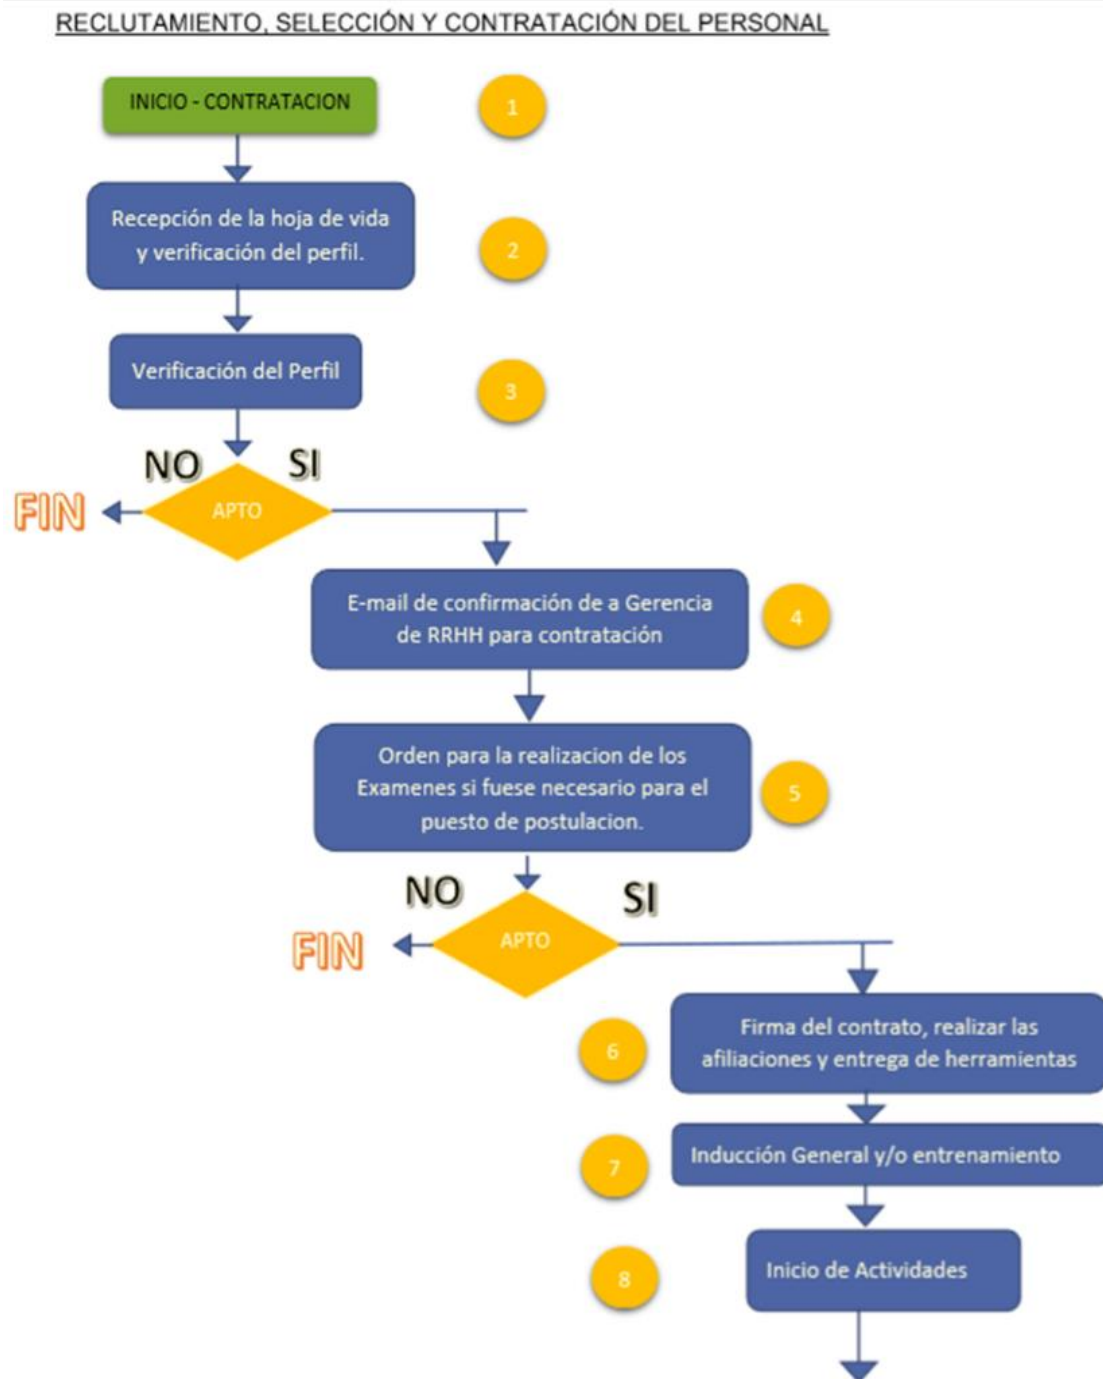 RECLUTAMIENTO, SELECCIÓN Y CONTRATACIÓN DEL PERSONAL
INICIO - CONTRATACION
1
Recepción de la hoja de vida
y verificación del perfil.
2
Verificación del Perfil
3
NO
SI
FIN
APTO
E-mail de confirmación de a Gerencia
de RRHH para contratación
4
Orden para la realizacion de los
Examenes si fuese necesario para el
puesto de postulacion.
5
NO
SI
FIN
APTO
6
Firma del contrato, realizar las
afiliaciones y entrega de herramientas
7
Inducción General y/o entrenamiento
8
Inicio de Actividades